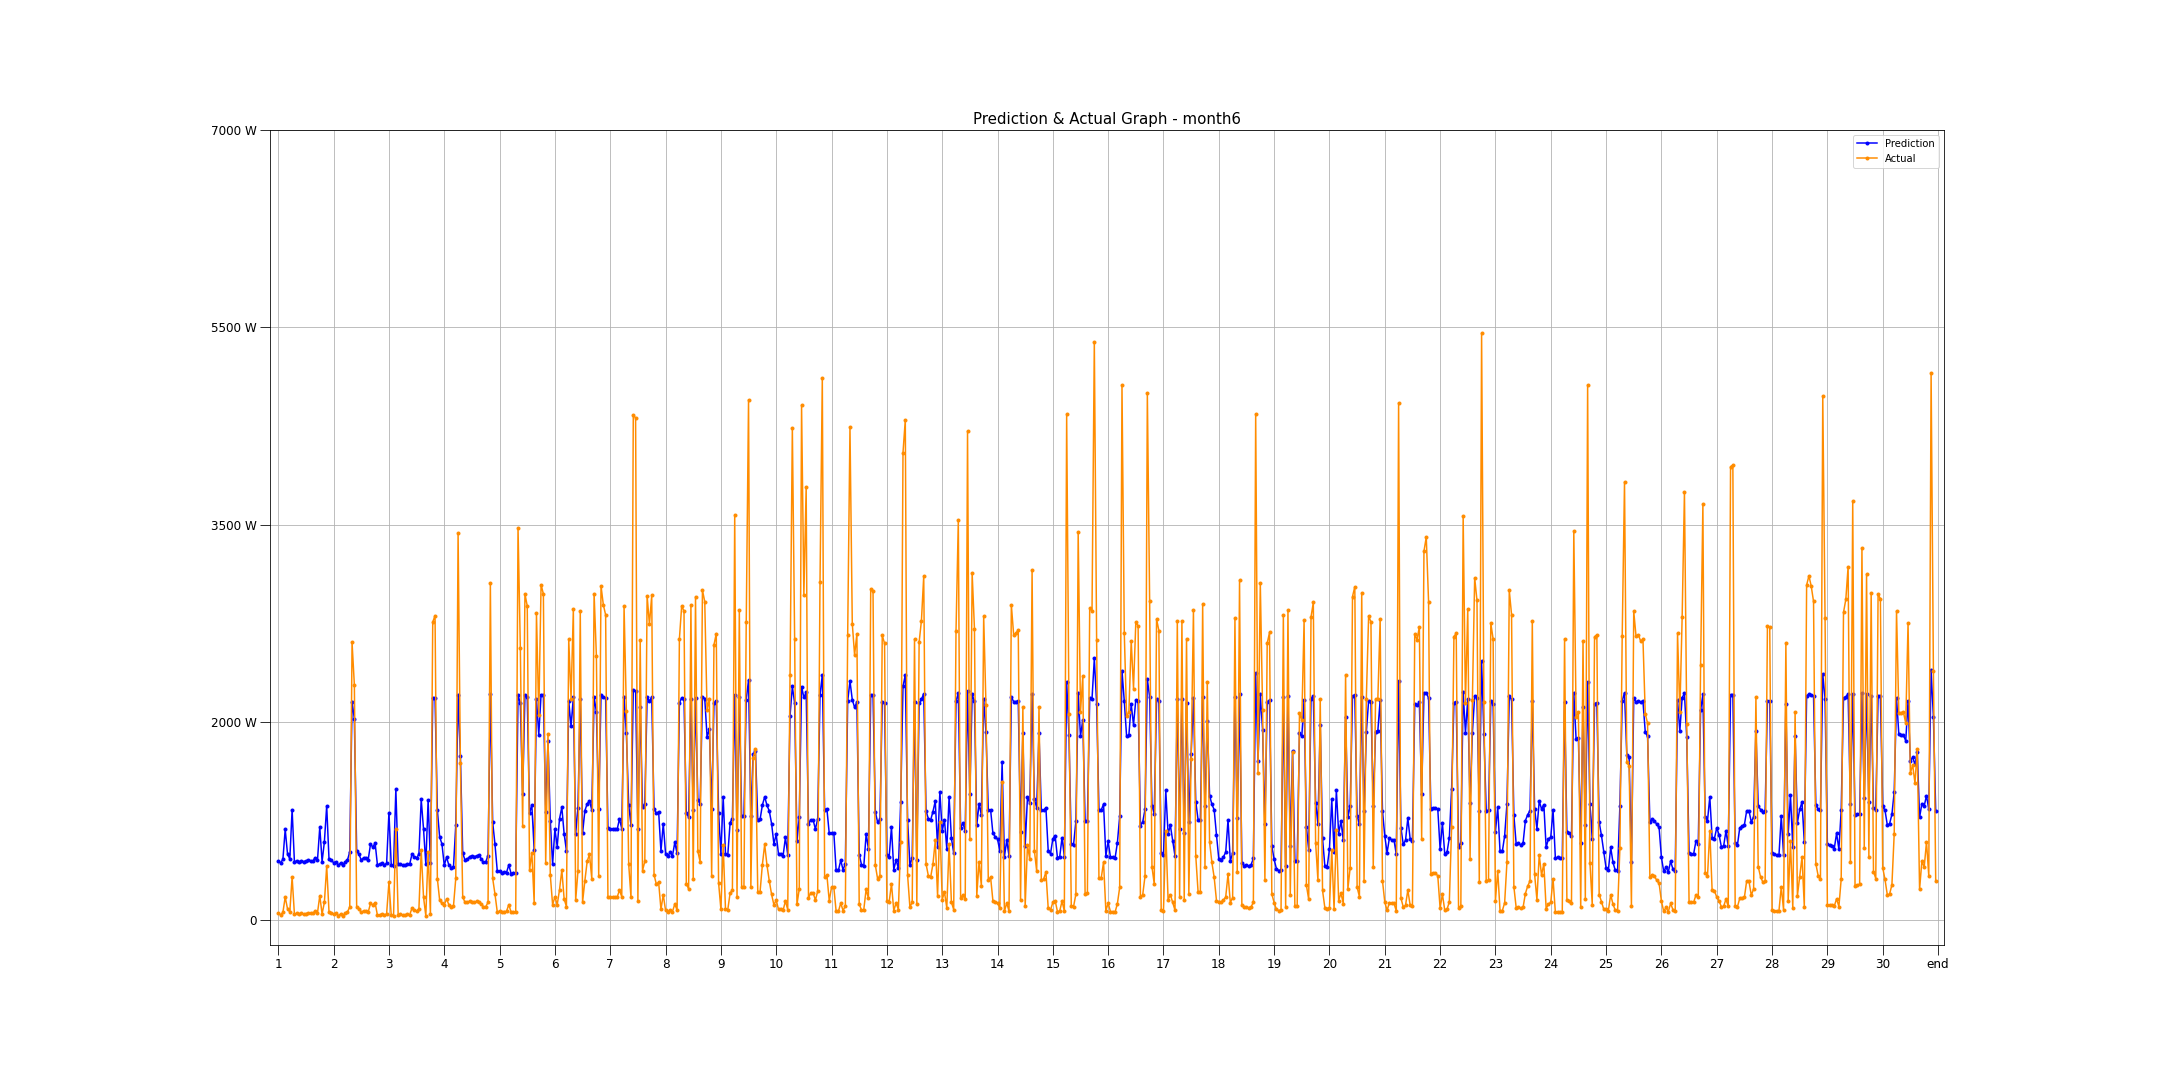 Prediction & Actual Graph - month6
7000 W
5500 W
3500 W
2000 W
0
Prediction
Actual
1 2 3 4 5 6 7 8 9 10 11 12 13 14 15 16 17 18 19 20 21 22 23 24 25 26 27 28 29 30 end